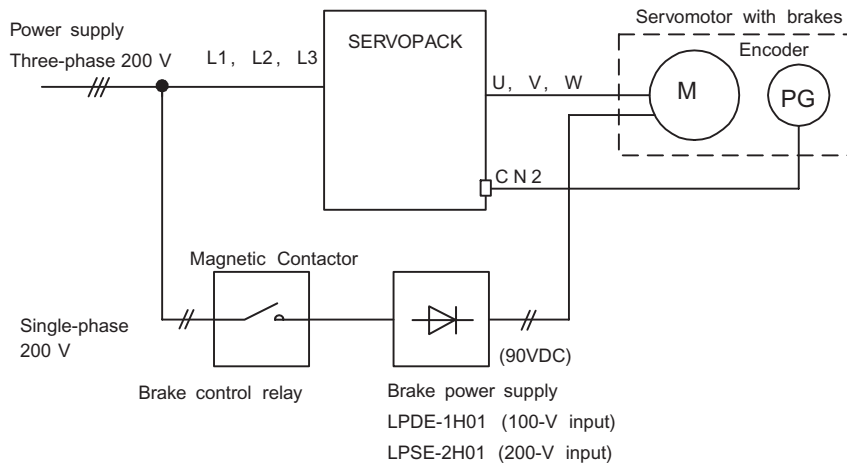 Power supply
Three-phase 200 V
L1, L2, L3
SERVOPACK
Servomotor with brakes
Encoder
U, V, W
M
PG
CN2
Magnetic Contactor
Single-phase
200 V
(90VDC)
Brake control relay
Brake power supply
LPDE-1H01 (100-V input)
LPSE-2H01 (200-V input)